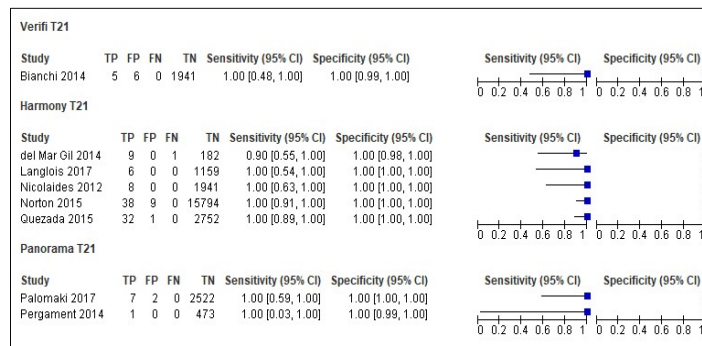 Verifi T21
Study TP FP FN TN Sensitivity (95% CI) Specificity (95% CI) Sensitivity (95% CI) Specificity (95% CI)
Bianchi 2014 5 6 0 1941 1.00 [0.48, 1.00] 1.00 [0.99, 1.00]
0 0.2 0.4 0.6 0.8 1 0 0.2 0.4 0.6 0.8 1
Harmony T21
Study TP FP FN TN Sensitivity (95% CI) Specificity (95% CI) Sensitivity (95% CI) Specificity (95% CI)
del Mar Gil 2014 9 0 1 182 0.90 [0.55, 1.00] 1.00 [0.98, 1.00]
Langlois 2017 6 0 0 1159 1.00 [0.54, 1.00] 1.00 [1.00, 1.00]
Nicolaides 2012 8 0 0 1941 1.00 [0.63, 1.00] 1.00 [1.00, 1.00]
Norton 2015 38 9 0 15794 1.00 [0.91, 1.00] 1.00 [1.00, 1.00]
Quezada 2015 32 1 0 2752 1.00 [0.89, 1.00] 1.00 [1.00, 1.00]
0 0.2 0.4 0.6 0.8 1 0 0.2 0.4 0.6 0.8 1
Panorama T21
Study TP FP FN TN Sensitivity (95% CI) Specificity (95% CI) Sensitivity (95% CI) Specificity (95% CI)
Palomaki 2017 7 2 0 2522 1.00 [0.59, 1.00] 1.00 [1.00, 1.00]
Pergament 2014 1 0 0 473 1.00 [0.03, 1.00] 1.00 [0.99, 1.00]
0 0.2 0.4 0.6 0.8 1 0 0.2 0.4 0.6 0.8 1